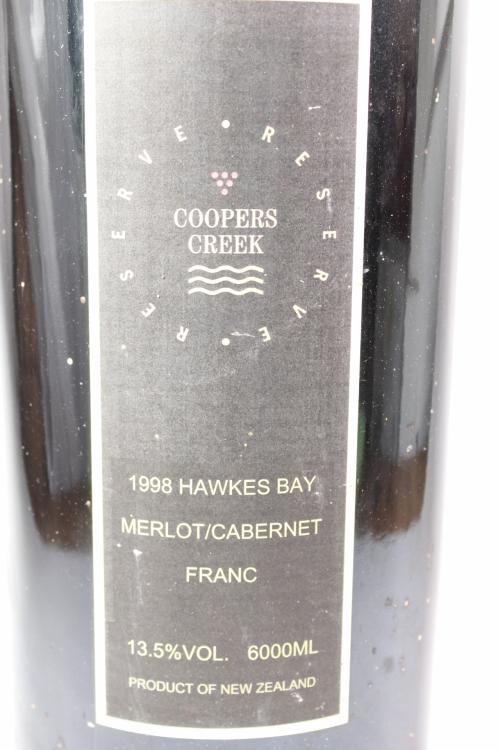 RESERVE • RESERVE •
COOPERS
CREEK
1998 HAWKES BAY
MERLOT/CABERNET
FRANC
13.5%VOL. 6000ML
PRODUCT OF NEW ZEALAND